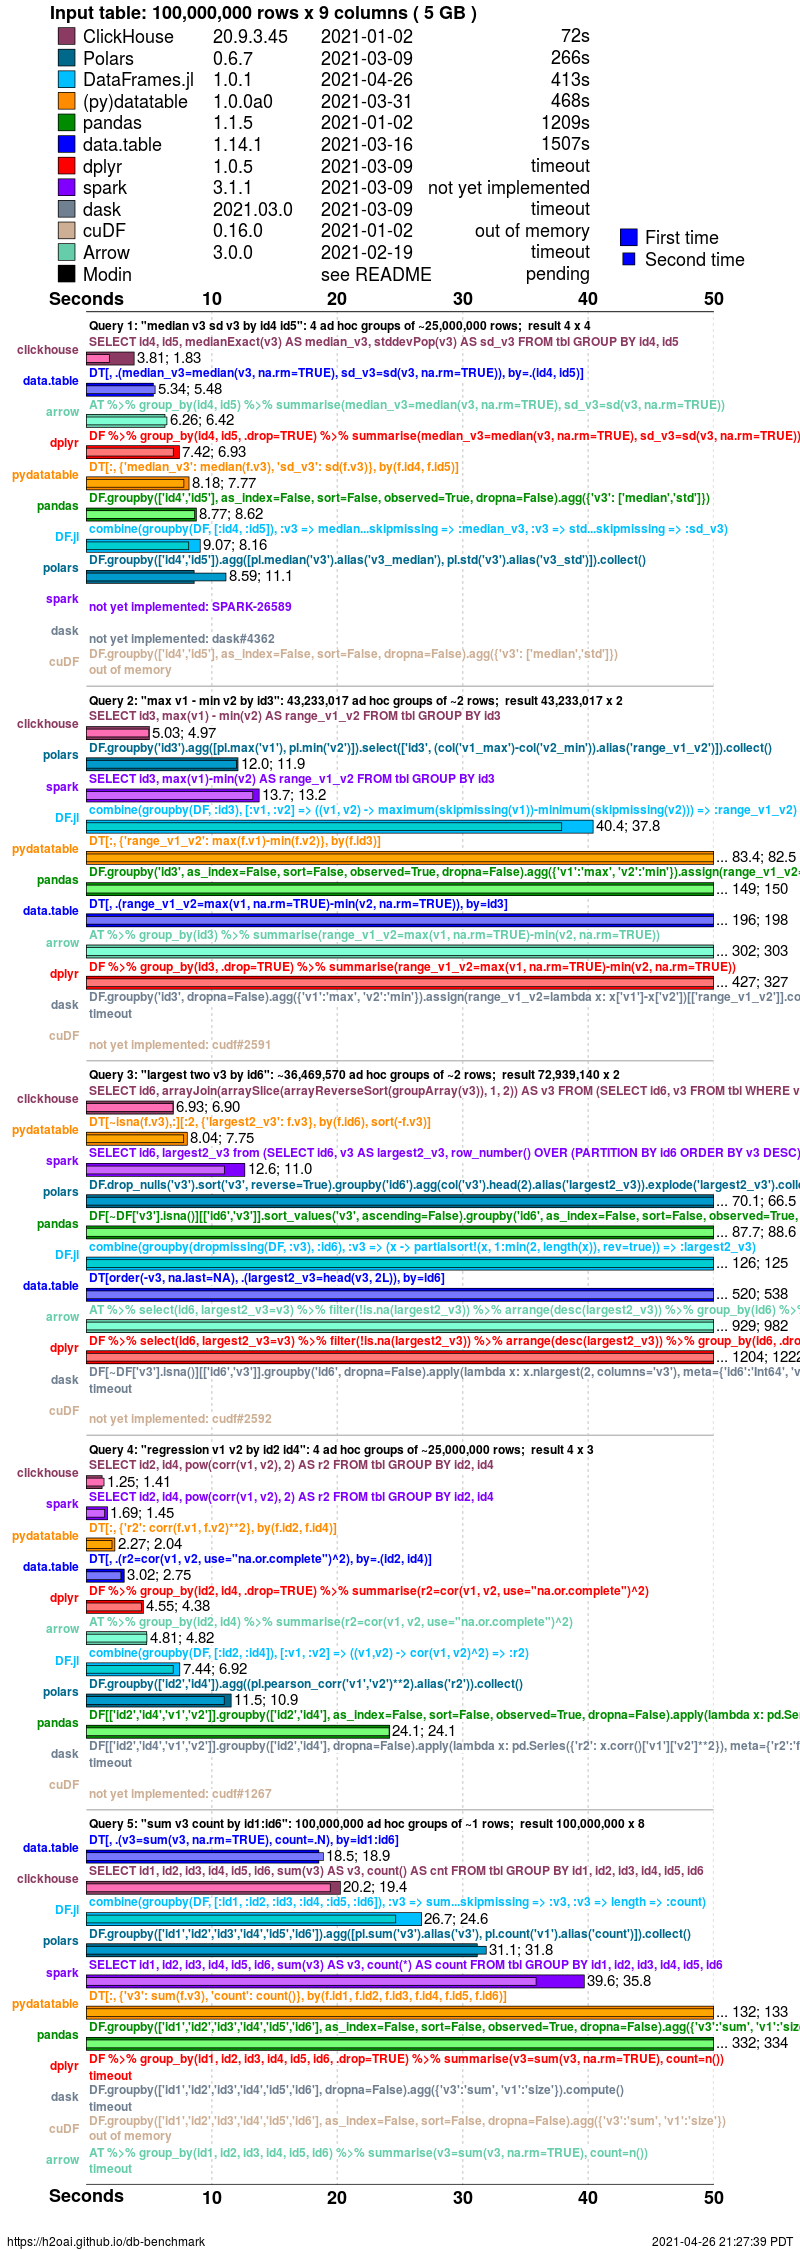 Input table: 100,000,000 rows x 9 columns ( 5 GB )
ClickHouse 20.9.3.45 2021-01-02 72s
Polars 0.6.7 2021-03-09 266s
DataFrames.jl 1.0.1 2021-04-26 413s
(py)datatable 1.0.0a0 2021-03-31 468s
pandas 1.1.5 2021-01-02 1209s
data.table 1.14.1 2021-03-16 1507s
dplyr 1.0.5 2021-03-09 timeout
spark 3.1.1 2021-03-09 not yet implemented
dask 2021.03.0 2021-03-09 timeout
cuDF 0.16.0 2021-01-02 out of memory
Arrow 3.0.0 2021-02-19 timeout
Modin see README pending
First time
Second time
Seconds 10 20 30 40 50
Query 1: "median v3 sd v3 by id4 id5": 4 ad hoc groups of ~25,000,000 rows; result 4 x 4
SELECT id4, id5, medianExact(v3) AS median_v3, stddevPop(v3) AS sd_v3 FROM tbl GROUP BY id4, id5
clickhouse 3.81; 1.83
DT[, .(median_v3=median(v3, na.rm=TRUE), sd_v3=sd(v3, na.rm=TRUE)), by=.(id4, id5)]
data.table 5.34; 5.48
AT %>% group_by(id4, id5) %>% summarise(median_v3=median(v3, na.rm=TRUE), sd_v3=sd(v3, na.rm=TRUE))
arrow 6.26; 6.42
DF %>% group_by(id4, id5, .drop=TRUE) %>% summarise(median_v3=median(v3, na.rm=TRUE), sd_v3=sd(v3, na.rm=TRUE))
dplyr 7.42; 6.93
DT[:, {'median_v3': median(f.v3), 'sd_v3': sd(f.v3)}, by(f.id4, f.id5)]
pydatatable 8.18; 7.77
DF.groupby(['id4','id5'], as_index=False, sort=False, observed=True, dropna=False).agg({'v3': ['median','std']})
pandas 8.77; 8.62
combine(groupby(DF, [:id4, :id5]), :v3 => median...skipmissing => :median_v3, :v3 => std...skipmissing => :sd_v3)
DF.jl 9.07; 8.16
DF.groupby(['id4','id5']).agg([pl.median('v3').alias('v3_median'), pl.std('v3').alias('v3_std')]).collect()
polars 8.59; 11.1
spark not yet implemented: SPARK-26589
dask not yet implemented: dask#4362
DF.groupby(['id4','id5'], as_index=False, sort=False, dropna=False).agg({'v3': ['median','std']})
cuDF out of memory
Query 2: "max v1 - min v2 by id3": 43,233,017 ad hoc groups of ~2 rows; result 43,233,017 x 2
SELECT id3, max(v1) - min(v2) AS range_v1_v2 FROM tbl GROUP BY id3
clickhouse 5.03; 4.97
DF.groupby('id3').agg([pl.max('v1'), pl.min('v2')]).select(['id3', (col('v1_max')-col('v2_min')).alias('range_v1_v2')]).collect()
polars 12.0; 11.9
SELECT id3, max(v1)-min(v2) AS range_v1_v2 FROM tbl GROUP BY id3
spark 13.7; 13.2
combine(groupby(DF, :id3), [:v1, :v2] => ((v1, v2) -> maximum(skipmissing(v1))-minimum(skipmissing(v2))) => :range_v1_v2)
DF.jl 40.4; 37.8
DT[:, {'range_v1_v2': max(f.v1)-min(f.v2)}, by(f.id3)]
pydatatable ... 83.4; 82.5
DF.groupby('id3', as_index=False, sort=False, observed=True, dropna=False).agg({'v1':'max', 'v2':'min'}).assign(range_v1_v2=
pandas ... 149; 150
DT[, .(range_v1_v2=max(v1, na.rm=TRUE)-min(v2, na.rm=TRUE)), by=id3]
data.table ... 196; 198
AT %>% group_by(id3) %>% summarise(range_v1_v2=max(v1, na.rm=TRUE)-min(v2, na.rm=TRUE))
arrow ... 302; 303
DF %>% group_by(id3, .drop=TRUE) %>% summarise(range_v1_v2=max(v1, na.rm=TRUE)-min(v2, na.rm=TRUE))
dplyr ... 427; 327
DF.groupby('id3', dropna=False).agg({'v1':'max', 'v2':'min'}).assign(range_v1_v2=lambda x: x['v1']-x['v2'])[['range_v1_v2']].co
dask timeout
cuDF not yet implemented: cudf#2591
Query 3: "largest two v3 by id6": ~36,469,570 ad hoc groups of ~2 rows; result 72,939,140 x 2
SELECT id6, arrayJoin(arraySlice(arrayReverseSort(groupArray(v3)), 1, 2)) AS v3 FROM (SELECT id6, v3 FROM tbl WHERE v
clickhouse 6.93; 6.90
DT[~isna(f.v3),:][:2, {'largest2_v3': f.v3}, by(f.id6), sort(-f.v3)]
pydatatable 8.04; 7.75
SELECT id6, largest2_v3 from (SELECT id6, v3 AS largest2_v3, row_number() OVER (PARTITION BY id6 ORDER BY v3 DESC)
spark 12.6; 11.0
DF.drop_nulls('v3').sort('v3', reverse=True).groupby('id6').agg(col('v3').head(2).alias('largest2_v3')).explode('largest2_v3').colle
polars ... 70.1; 66.5
DF[~DF['v3'].isna()][['id6','v3']].sort_values('v3', ascending=False).groupby('id6', as_index=False, sort=False, observed=True,
pandas ... 87.7; 88.6
combine(groupby(dropmissing(DF, :v3), :id6), :v3 => (x -> partialsort!(x, 1:min(2, length(x)), rev=true)) => :largest2_v3)
DF.jl ... 126; 125
DT[order(-v3, na.last=NA), .(largest2_v3=head(v3, 2L)), by=id6]
data.table ... 520; 538
AT %>% select(id6, largest2_v3=v3) %>% filter(!is.na(largest2_v3)) %>% arrange(desc(largest2_v3)) %>% group_by(id6) %>%
arrow ... 929; 982
DF %>% select(id6, largest2_v3=v3) %>% filter(!is.na(largest2_v3)) %>% arrange(desc(largest2_v3)) %>% group_by(id6, .dro
dplyr ... 1204; 1222
DF[~DF['v3'].isna()][['id6','v3']].groupby('id6', dropna=False).apply(lambda x: x.nlargest(2, columns='v3'), meta={'id6':'Int64', 'v
dask timeout
cuDF not yet implemented: cudf#2592
Query 4: "regression v1 v2 by id2 id4": 4 ad hoc groups of ~25,000,000 rows; result 4 x 3
SELECT id2, id4, pow(corr(v1, v2), 2) AS r2 FROM tbl GROUP BY id2, id4
clickhouse 1.25; 1.41
SELECT id2, id4, pow(corr(v1, v2), 2) AS r2 FROM tbl GROUP BY id2, id4
spark 1.69; 1.45
DT[:, {'r2': corr(f.v1, f.v2)**2}, by(f.id2, f.id4)]
pydatatable 2.27; 2.04
DT[, .(r2=cor(v1, v2, use="na.or.complete")^2), by=.(id2, id4)]
data.table 3.02; 2.75
DF %>% group_by(id2, id4, .drop=TRUE) %>% summarise(r2=cor(v1, v2, use="na.or.complete")^2)
dplyr 4.55; 4.38
AT %>% group_by(id2, id4) %>% summarise(r2=cor(v1, v2, use="na.or.complete")^2)
arrow 4.81; 4.82
combine(groupby(DF, [:id2, :id4]), [:v1, :v2] => ((v1,v2) -> cor(v1, v2)^2) => :r2)
DF.jl 7.44; 6.92
DF.groupby(['id2','id4']).agg((pl.pearson_corr('v1','v2')**2).alias('r2')).collect()
polars 11.5; 10.9
DF[['id2','id4','v1','v2']].groupby(['id2','id4'], as_index=False, sort=False, observed=True, dropna=False).apply(lambda x: pd.Se
pandas 24.1; 24.1
DF[['id2','id4','v1','v2']].groupby(['id2','id4'], dropna=False).apply(lambda x: pd.Series({'r2': x.corr()['v1']['v2']**2}), meta={'r2':'f
dask timeout
cuDF not yet implemented: cudf#1267
Query 5: "sum v3 count by id1:id6": 100,000,000 ad hoc groups of ~1 rows; result 100,000,000 x 8
DT[, .(v3=sum(v3, na.rm=TRUE), count=.N), by=id1:id6]
data.table 18.5; 18.9
SELECT id1, id2, id3, id4, id5, id6, sum(v3) AS v3, count() AS cnt FROM tbl GROUP BY id1, id2, id3, id4, id5, id6
clickhouse 20.2; 19.4
combine(groupby(DF, [:id1, :id2, :id3, :id4, :id5, :id6]), :v3 => sum...skipmissing => :v3, :v3 => length => :count)
DF.jl 26.7; 24.6
DF.groupby(['id1','id2','id3','id4','id5','id6']).agg([pl.sum('v3').alias('v3'), pl.count('v1').alias('count')]).collect()
polars 31.1; 31.8
SELECT id1, id2, id3, id4, id5, id6, sum(v3) AS v3, count(*) AS count FROM tbl GROUP BY id1, id2, id3, id4, id5, id6
spark 39.6; 35.8
DT[:, {'v3': sum(f.v3), 'count': count()}, by(f.id1, f.id2, f.id3, f.id4, f.id5, f.id6)]
pydatatable ... 132; 133
DF.groupby(['id1','id2','id3','id4','id5','id6'], as_index=False, sort=False, observed=True, dropna=False).agg({'v3':'sum', 'v1':'size
pandas ... 332; 334
DF %>% group_by(id1, id2, id3, id4, id5, id6, .drop=TRUE) %>% summarise(v3=sum(v3, na.rm=TRUE), count=n())
dplyr timeout
DF.groupby(['id1','id2','id3','id4','id5','id6'], dropna=False).agg({'v3':'sum', 'v1':'size'}).compute()
dask timeout
DF.groupby(['id1','id2','id3','id4','id5','id6'], as_index=False, sort=False, dropna=False).agg({'v3':'sum', 'v1':'size'})
cuDF out of memory
AT %>% group_by(id1, id2, id3, id4, id5, id6) %>% summarise(v3=sum(v3, na.rm=TRUE), count=n())
arrow timeout
Seconds 10 20 30 40 50
https://h2oai.github.io/db-benchmark 2021-04-26 21:27:39 PDT